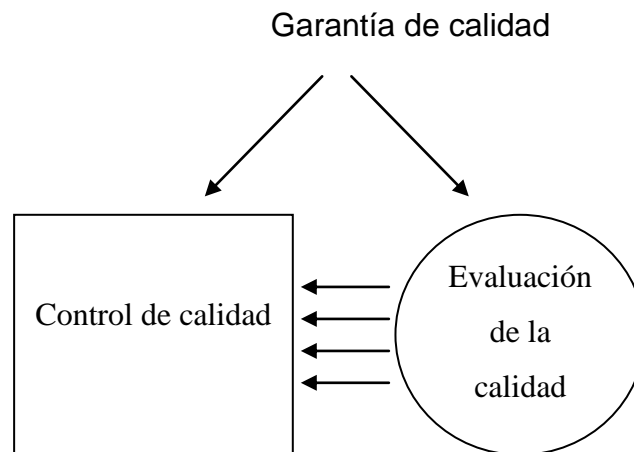 Garantía de calidad
Control de calidad
Evaluación
de la
calidad